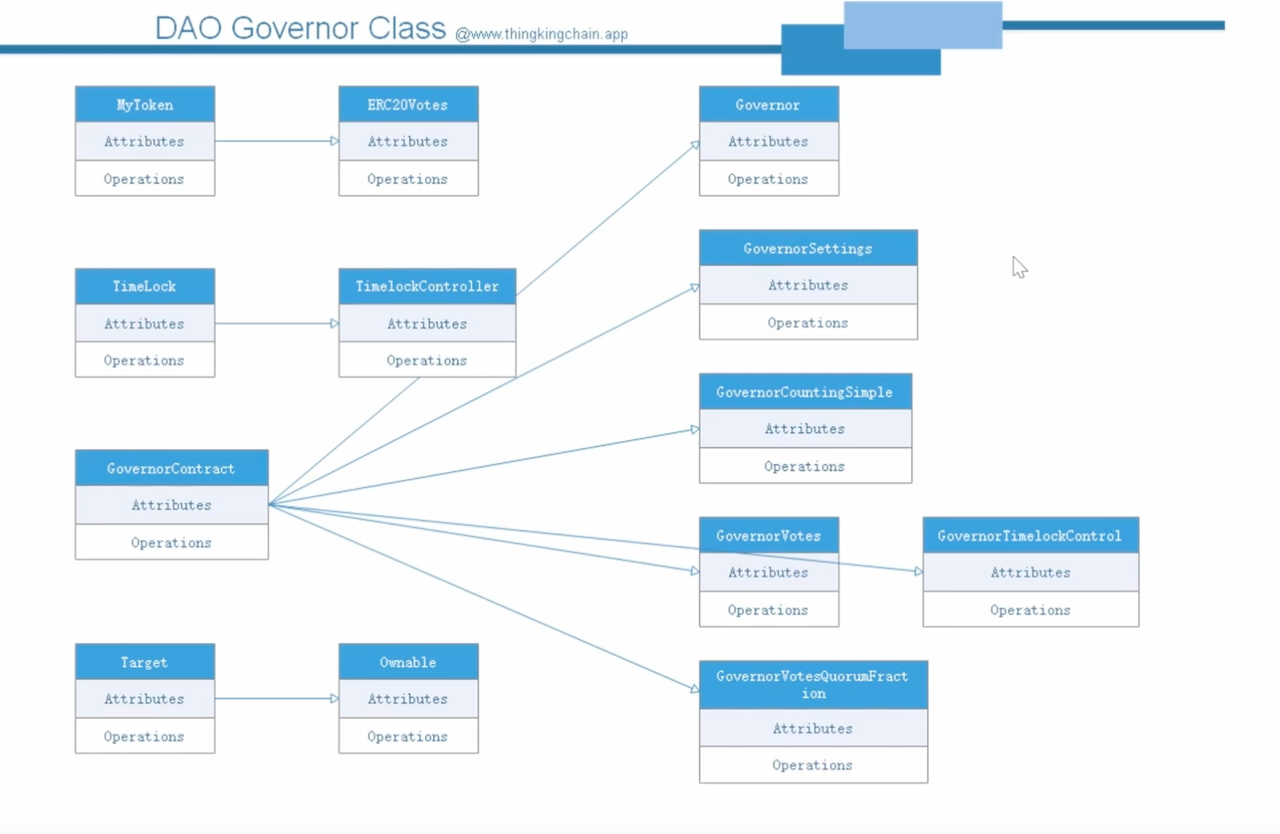 DAO Governor Class @www.thingkingchain.app
MyToken
Attributes
Operations
ERC20Votes
Attributes
Operations
Governor
Attributes
Operations
GovernorSettings
Attributes
Operations
TimeLock
Attributes
Operations
TimelockController
Attributes
Operations
GovernorCountingSimple
Attributes
Operations
GovernorContract
Attributes
Operations
GovernorVotes
Attributes
Operations
GovernorTimelockControl
Attributes
Operations
Target
Attributes
Operations
Ownable
Attributes
Operations
GovernorVotesQuorumFract
ion
Attributes
Operations